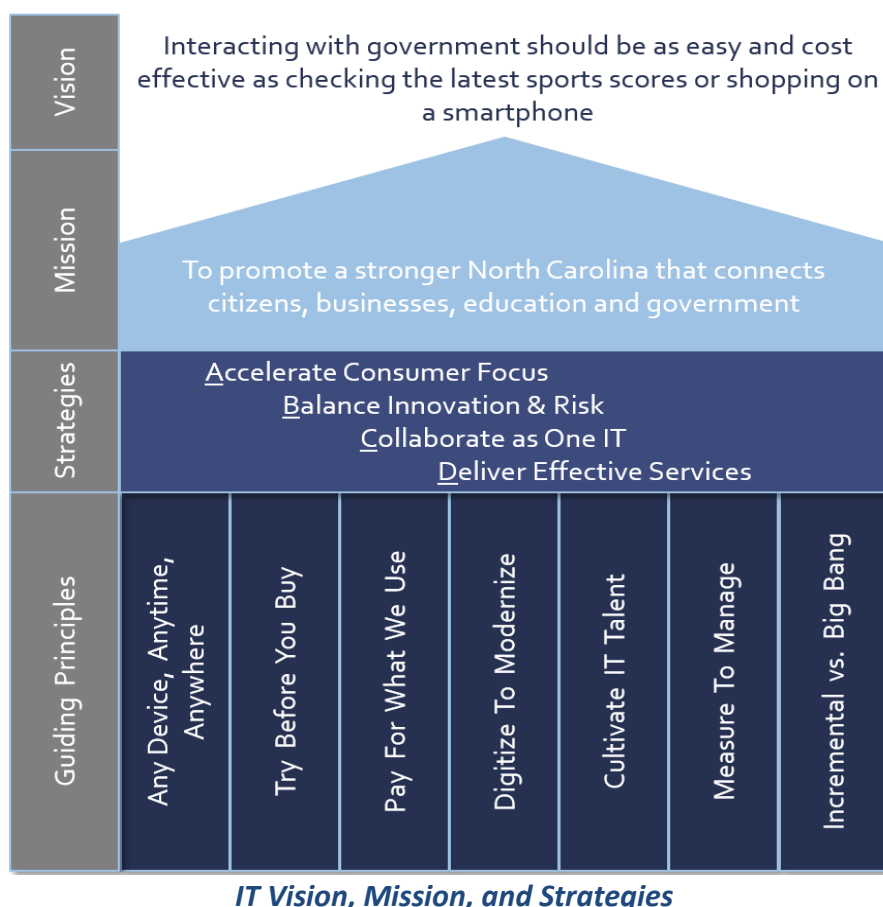 Vision
Interacting with government should be as easy and cost
effective as checking the latest sports scores or shopping on
a smartphone
Mission
To promote a stronger North Carolina that connects
citizens, businesses, education and government
Strategies
Accelerate Consumer Focus
Balance Innovation & Risk
Collaborate as One IT
Deliver Effective Services
Guiding Principles
Any Device, Anytime,
Anywhere
Try Before You Buy
Pay For What We Use
Digitize To Modernize
Cultivate IT Talent
Measure To Manage
Incremental vs. Big Bang
IT Vision, Mission, and Strategies